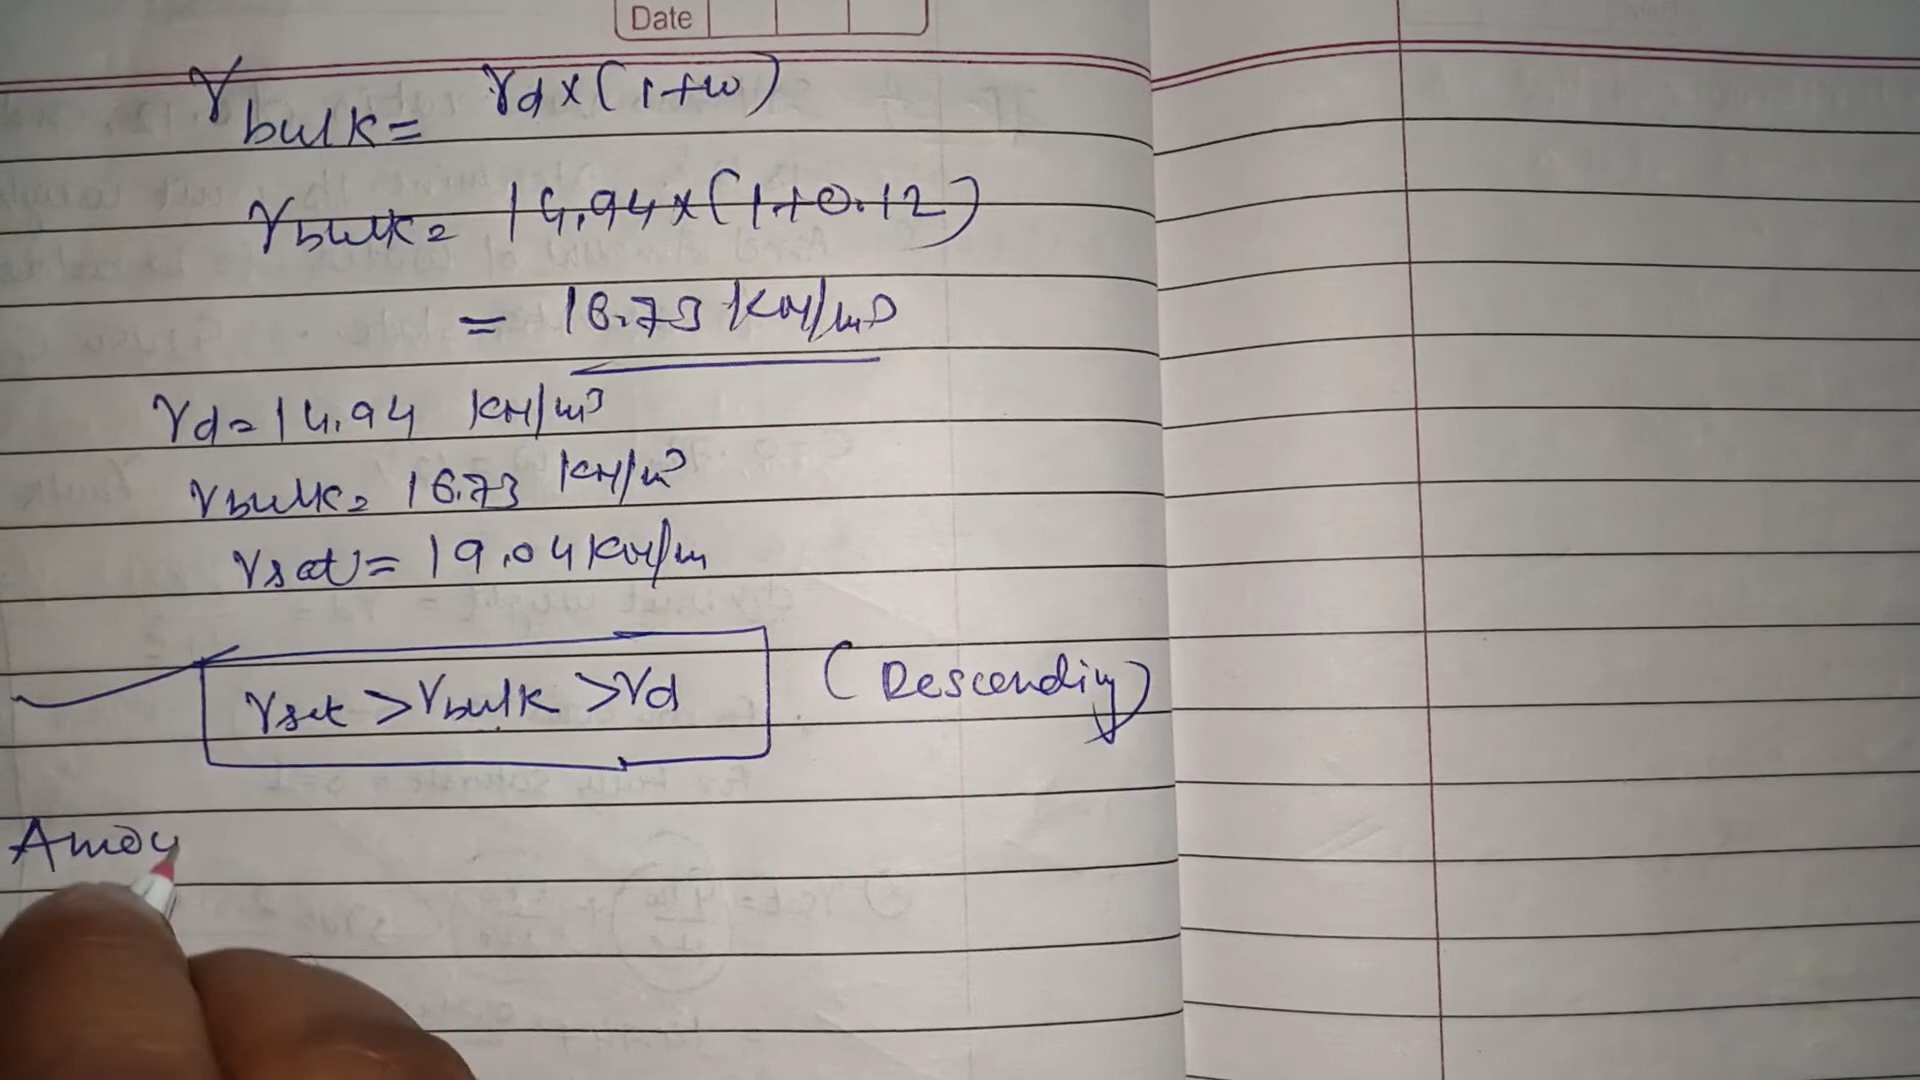 Date
γbulk = γd × (1+w)
γbulk = 14.94 × (1+0.12)
= 16.73 KN/m³
γd = 14.94 KN/m³
γbulk = 16.73 KN/m³
γsat = 19.04 KN/m
γsat > γbulk > γd (Descending)
Amou